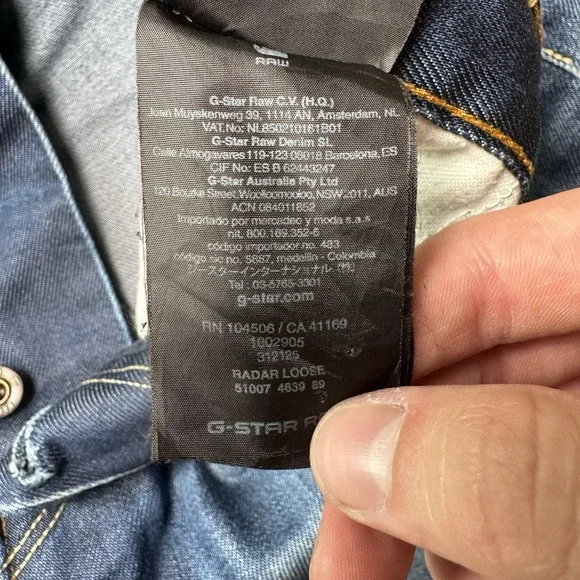 RAW
G-Star Raw C.V. (H.Q.)
Joan Muyskenweg 39, 1114 AN, Amsterdam, NL
VAT.No: NL850210161B01
G-Star Raw Denim SL
Calle Almogavares 119-123 08018 Barcelona, ES
CIF No: ES B 62443247
G-Star Australia Pty Ltd
120 Bourke Street, Woolloomooloo, NSW 2011, AUS
ACN 084011852
Importado por mercadeo y moda s.a.s
nit. 800.169.352-6
código importador no. 483
código sic no. 5887, medellin - Colombia
ジースターインターナショナル (株)
Tel : 03-5765-3301
g-star.com
RN 104506 / CA 41169
1002905
312125
RADAR LOOSE
51007 4639 89
G-STAR R